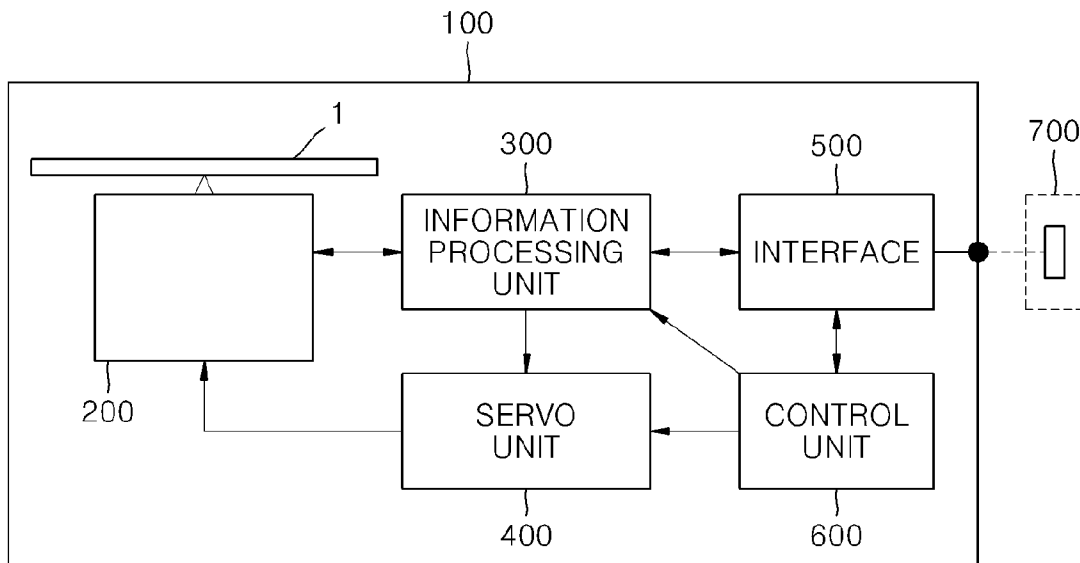 100
1
300
500
700
INFORMATION
PROCESSING
UNIT
INTERFACE
200
SERVO
UNIT
CONTROL
UNIT
400
600